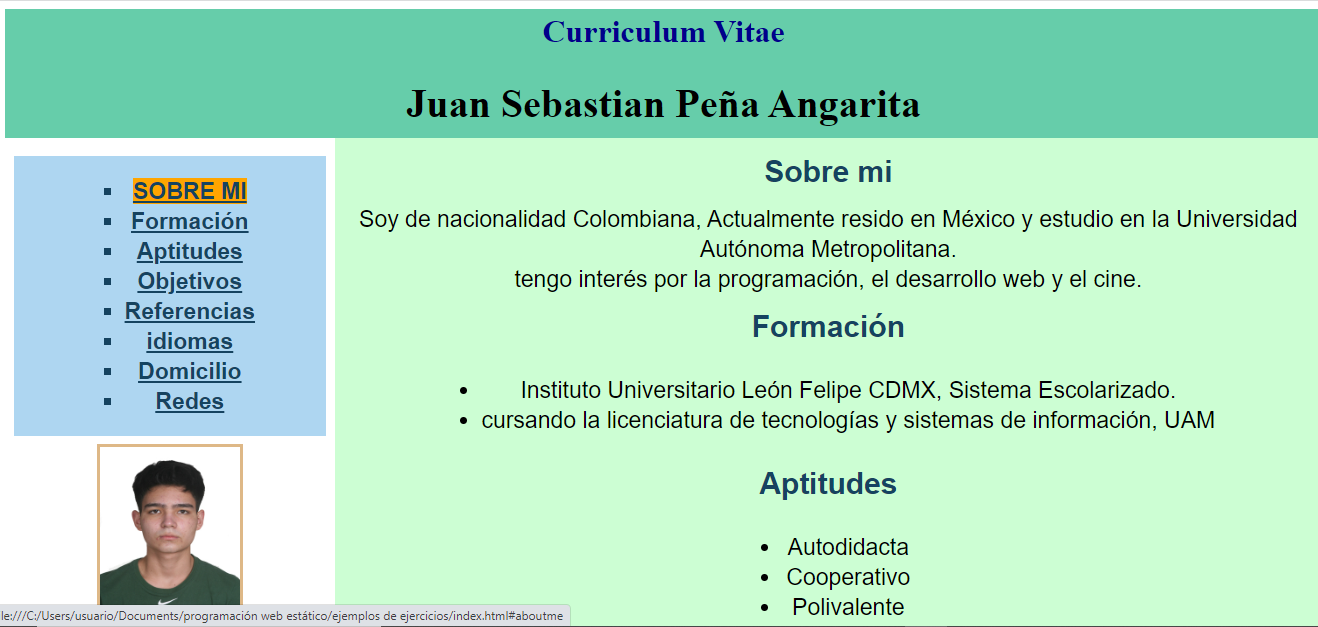 Curriculum Vitae
Juan Sebastian Peña Angarita
SOBRE MI
Formación
Aptitudes
Objetivos
Referencias
idiomas
Domicilio
Redes
Sobre mi
Soy de nacionalidad Colombiana, Actualmente resido en México y estudio en la Universidad
Autónoma Metropolitana.
tengo interés por la programación, el desarrollo web y el cine.
Formación
Instituto Universitario León Felipe CDMX, Sistema Escolarizado.
cursando la licenciatura de tecnologías y sistemas de información, UAM
Aptitudes
Autodidacta
Cooperativo
Polivalente
le:///C:/Users/usuario/Documents/programación web estático/ejemplos de ejercicios/index.html#aboutme